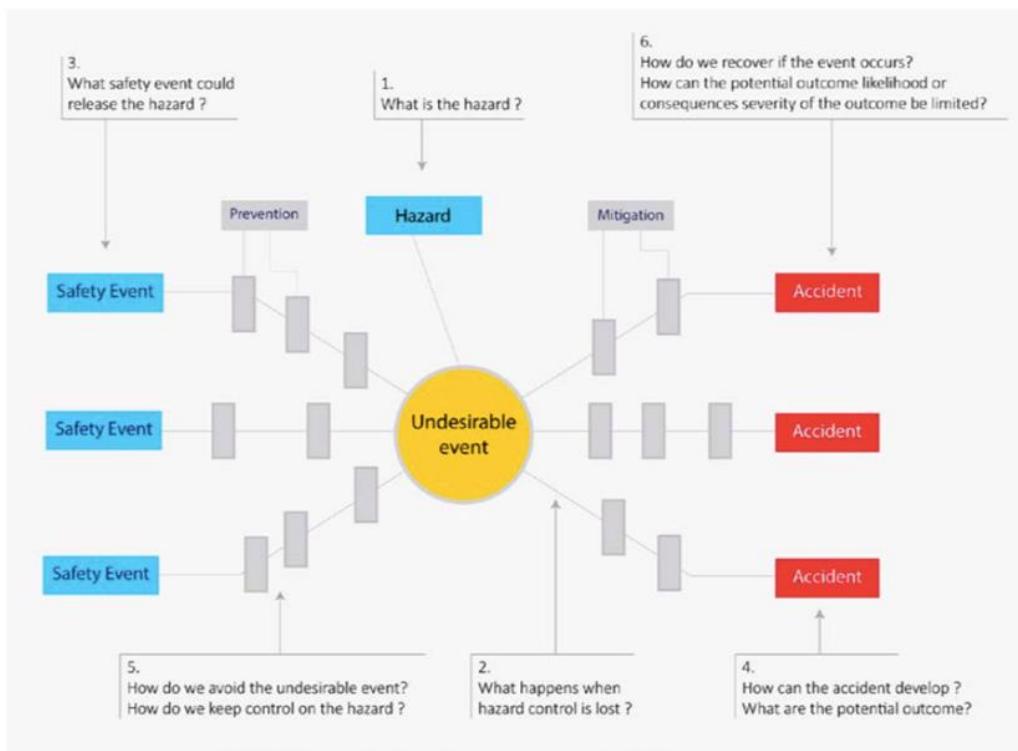 3.
What safety event could
release the hazard ?
1.
What is the hazard ?
6.
How do we recover if the event occurs?
How can the potential outcome likelihood or
consequences severity of the outcome be limited?
Prevention
Hazard
Mitigation
Safety Event
Accident
Safety Event
Undesirable
event
Accident
Safety Event
Accident
5.
How do we avoid the undesirable event?
How do we keep control on the hazard ?
2.
What happens when
hazard control is lost ?
4.
How can the accident develop ?
What are the potential outcome?